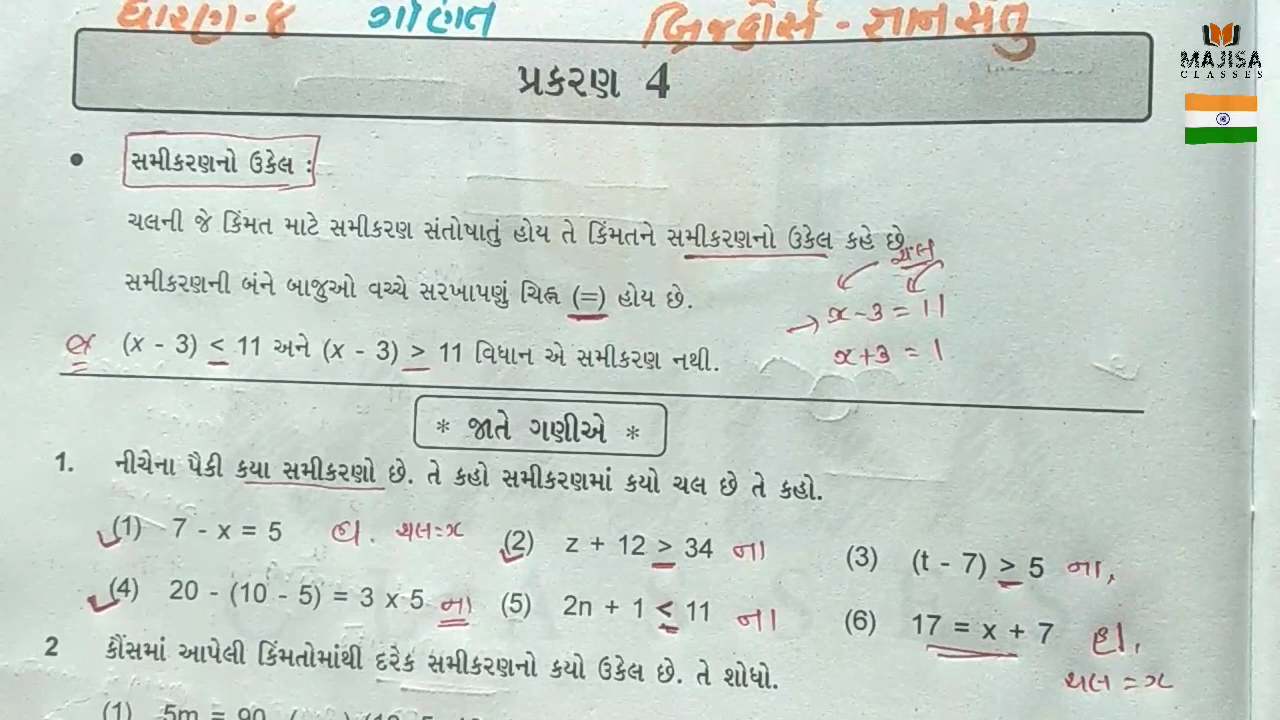 ધોરણ-૪ ગણિત બ્રિજકોર્સ - જ્ઞાનસેતુ
MAJISA
CLASSES
પ્રકરણ 4
• સમીકરણનો ઉકેલ :
ચલની જે કિંમત માટે સમીકરણ સંતોષાતું હોય તે કિંમતને સમીકરણનો ઉકેલ કહે છે.
ચલ
સમીકરણની બંને બાજુઓ વચ્ચે સરખાપણું ચિહ્ન (=) હોય છે.
→ x - 3 = 11
(x - 3) < 11 અને (x - 3) > 11 વિધાન એ સમીકરણ નથી.
x + 3 = 1
* જાતે ગણીએ *
1. નીચેના પૈકી કયા સમીકરણો છે. તે કહો સમીકરણમાં કયો ચલ છે તે કહો.
(1) 7 - x = 5 હા. ચલ=x (2) z + 12 > 34 ના (3) (t - 7) > 5 ના,
(4) 20 - (10 - 5) = 3 x 5 ના (5) 2n + 1 < 11 ના (6) 17 = x + 7 હા.
ચલ = x
2 કૌંસમાં આપેલી કિંમતોમાંથી દરેક સમીકરણનો કયો ઉકેલ છે. તે શોધો.
(1) 5m = 90